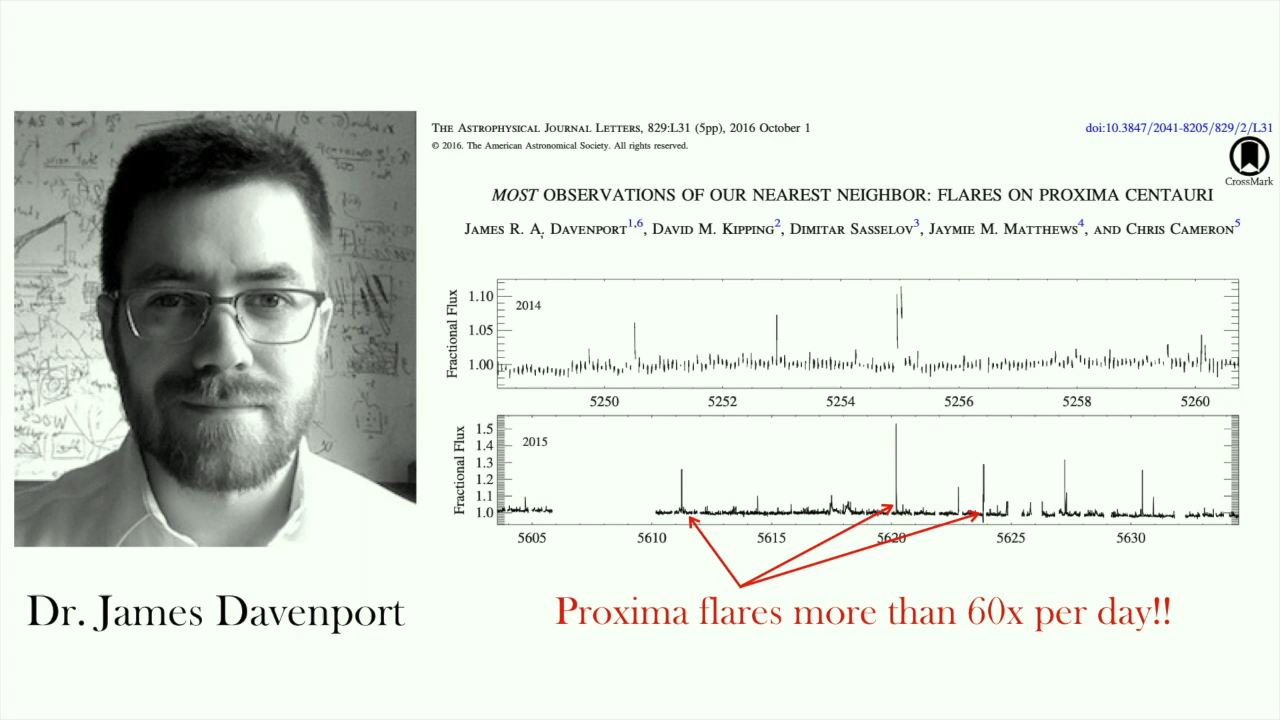 THE ASTROPHYSICAL JOURNAL LETTERS, 829:L31 (5pp), 2016 October 1
doi:10.3847/2041-8205/829/2/L31
© 2016. The American Astronomical Society. All rights reserved.
CrossMark
MOST OBSERVATIONS OF OUR NEAREST NEIGHBOR: FLARES ON PROXIMA CENTAURI
JAMES R. A. DAVENPORT1,6, DAVID M. KIPPING2, DIMITAR SASSELOV3, JAYMIE M. MATTHEWS4, AND CHRIS CAMERON5
Fractional Flux
1.10
1.05
1.00
2014
5250 5252 5254 5256 5258 5260
Fractional Flux
1.5
1.4
1.3
1.2
1.1
1.0
2015
5605 5610 5615 5620 5625 5630
Dr. James Davenport
Proxima flares more than 60x per day!!